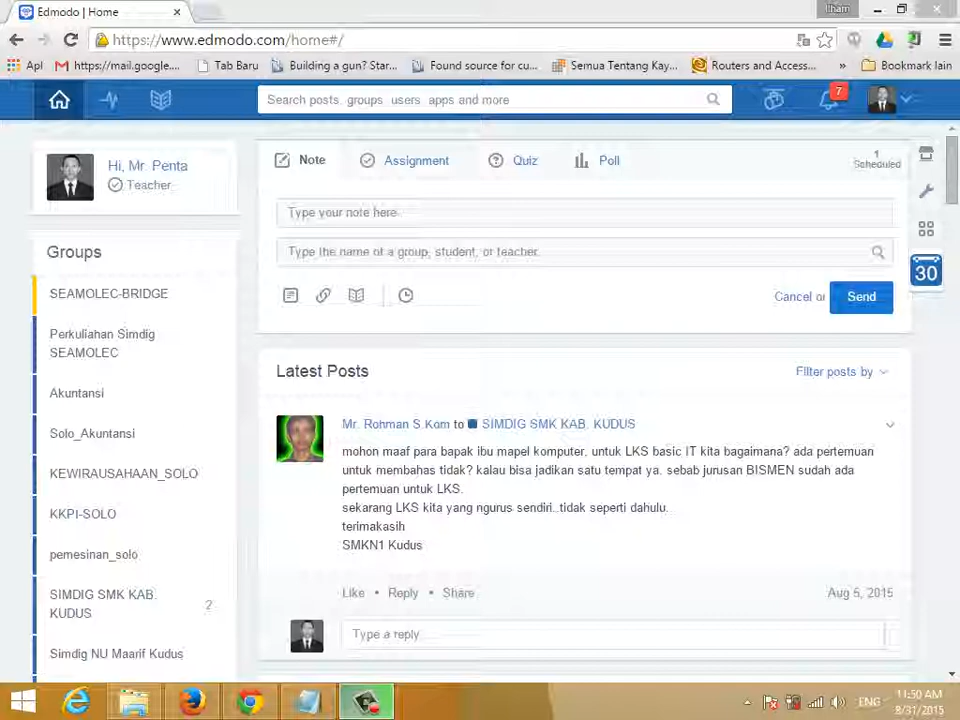 Edmodo | Home
Ilham
https://www.edmodo.com/home#/
Apl
https://mail.google....
Tab Baru
Building a gun? Star...
Found source for cu...
Semua Tentang Kay...
Routers and Access...
»
Bookmark lain
Search posts, groups, users, apps and more
7
Hi, Mr. Penta
Teacher
Note
Assignment
Quiz
Poll
1
Scheduled
Type your note here
Type the name of a group, student, or teacher
30
Cancel or
Send
Groups
SEAMOLEC-BRIDGE
Perkuliahan Simdig
SEAMOLEC
Akuntansi
Solo_Akuntansi
KEWIRAUSAHAAN_SOLO
KKPI-SOLO
pemesinan_solo
SIMDIG SMK KAB.
KUDUS
2
Simdig NU Maarif Kudus
Latest Posts
Filter posts by
Mr. Rohman S.Kom to SIMDIG SMK KAB. KUDUS
mohon maaf para bapak ibu mapel komputer, untuk LKS basic IT kita bagaimana? ada pertemuan
untuk membahas tidak? kalau bisa jadikan satu tempat ya. sebab jurusan BISMEN sudah ada
pertemuan untuk LKS.
sekarang LKS kita yang ngurus sendiri..tidak seperti dahulu.
terimakasih
SMKN1 Kudus
Like • Reply • Share
Aug 5, 2015
Type a reply...
ENG
11:50 AM
8/31/2015